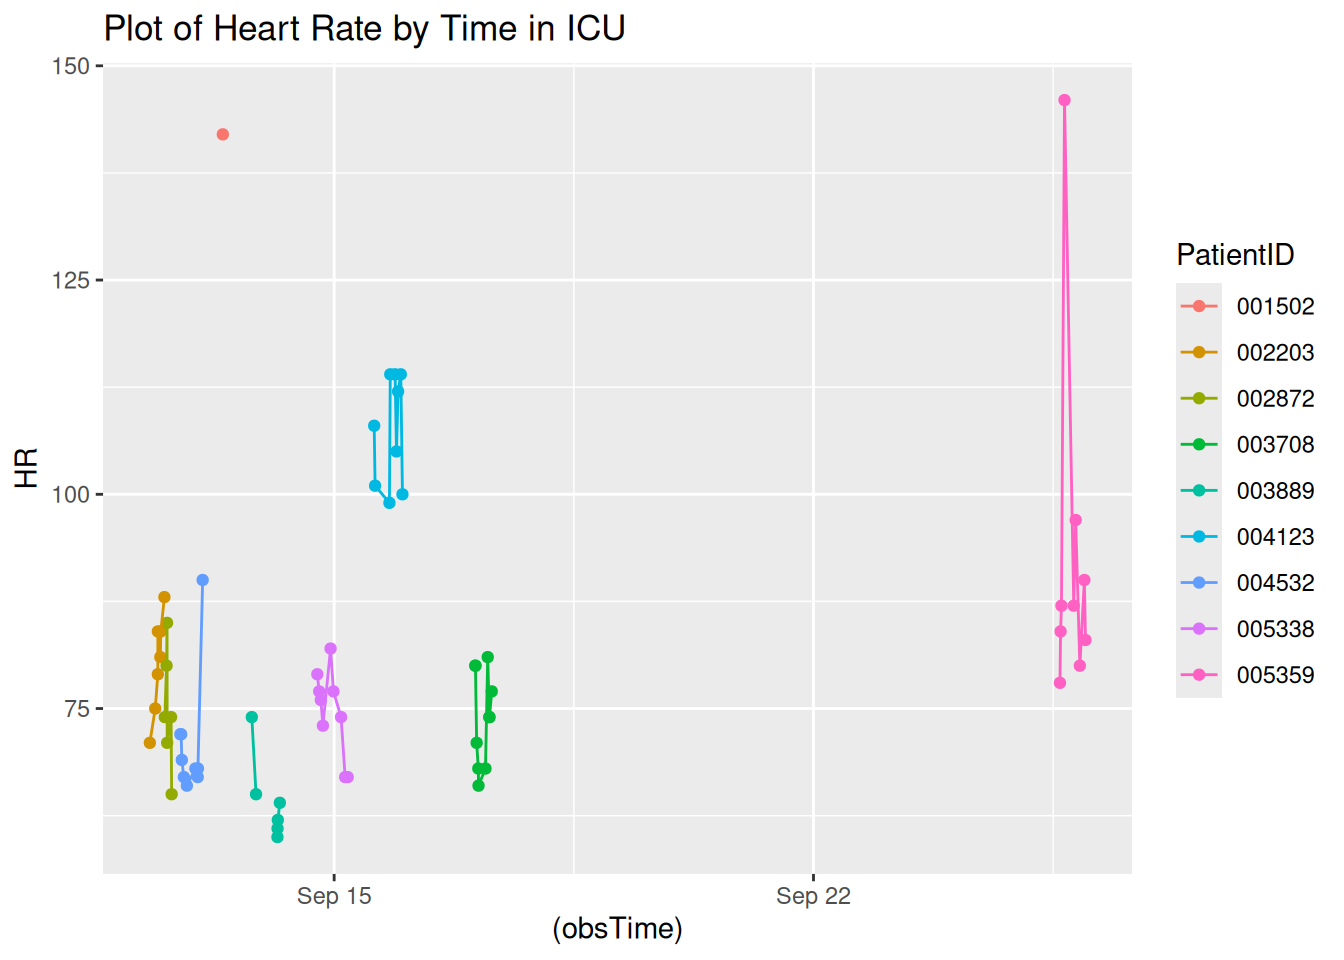 Plot of Heart Rate by Time in ICU
150
125
100
75
HR
Sep 15
Sep 22
(obsTime)
PatientID
001502
002203
002872
003708
003889
004123
004532
005338
005359